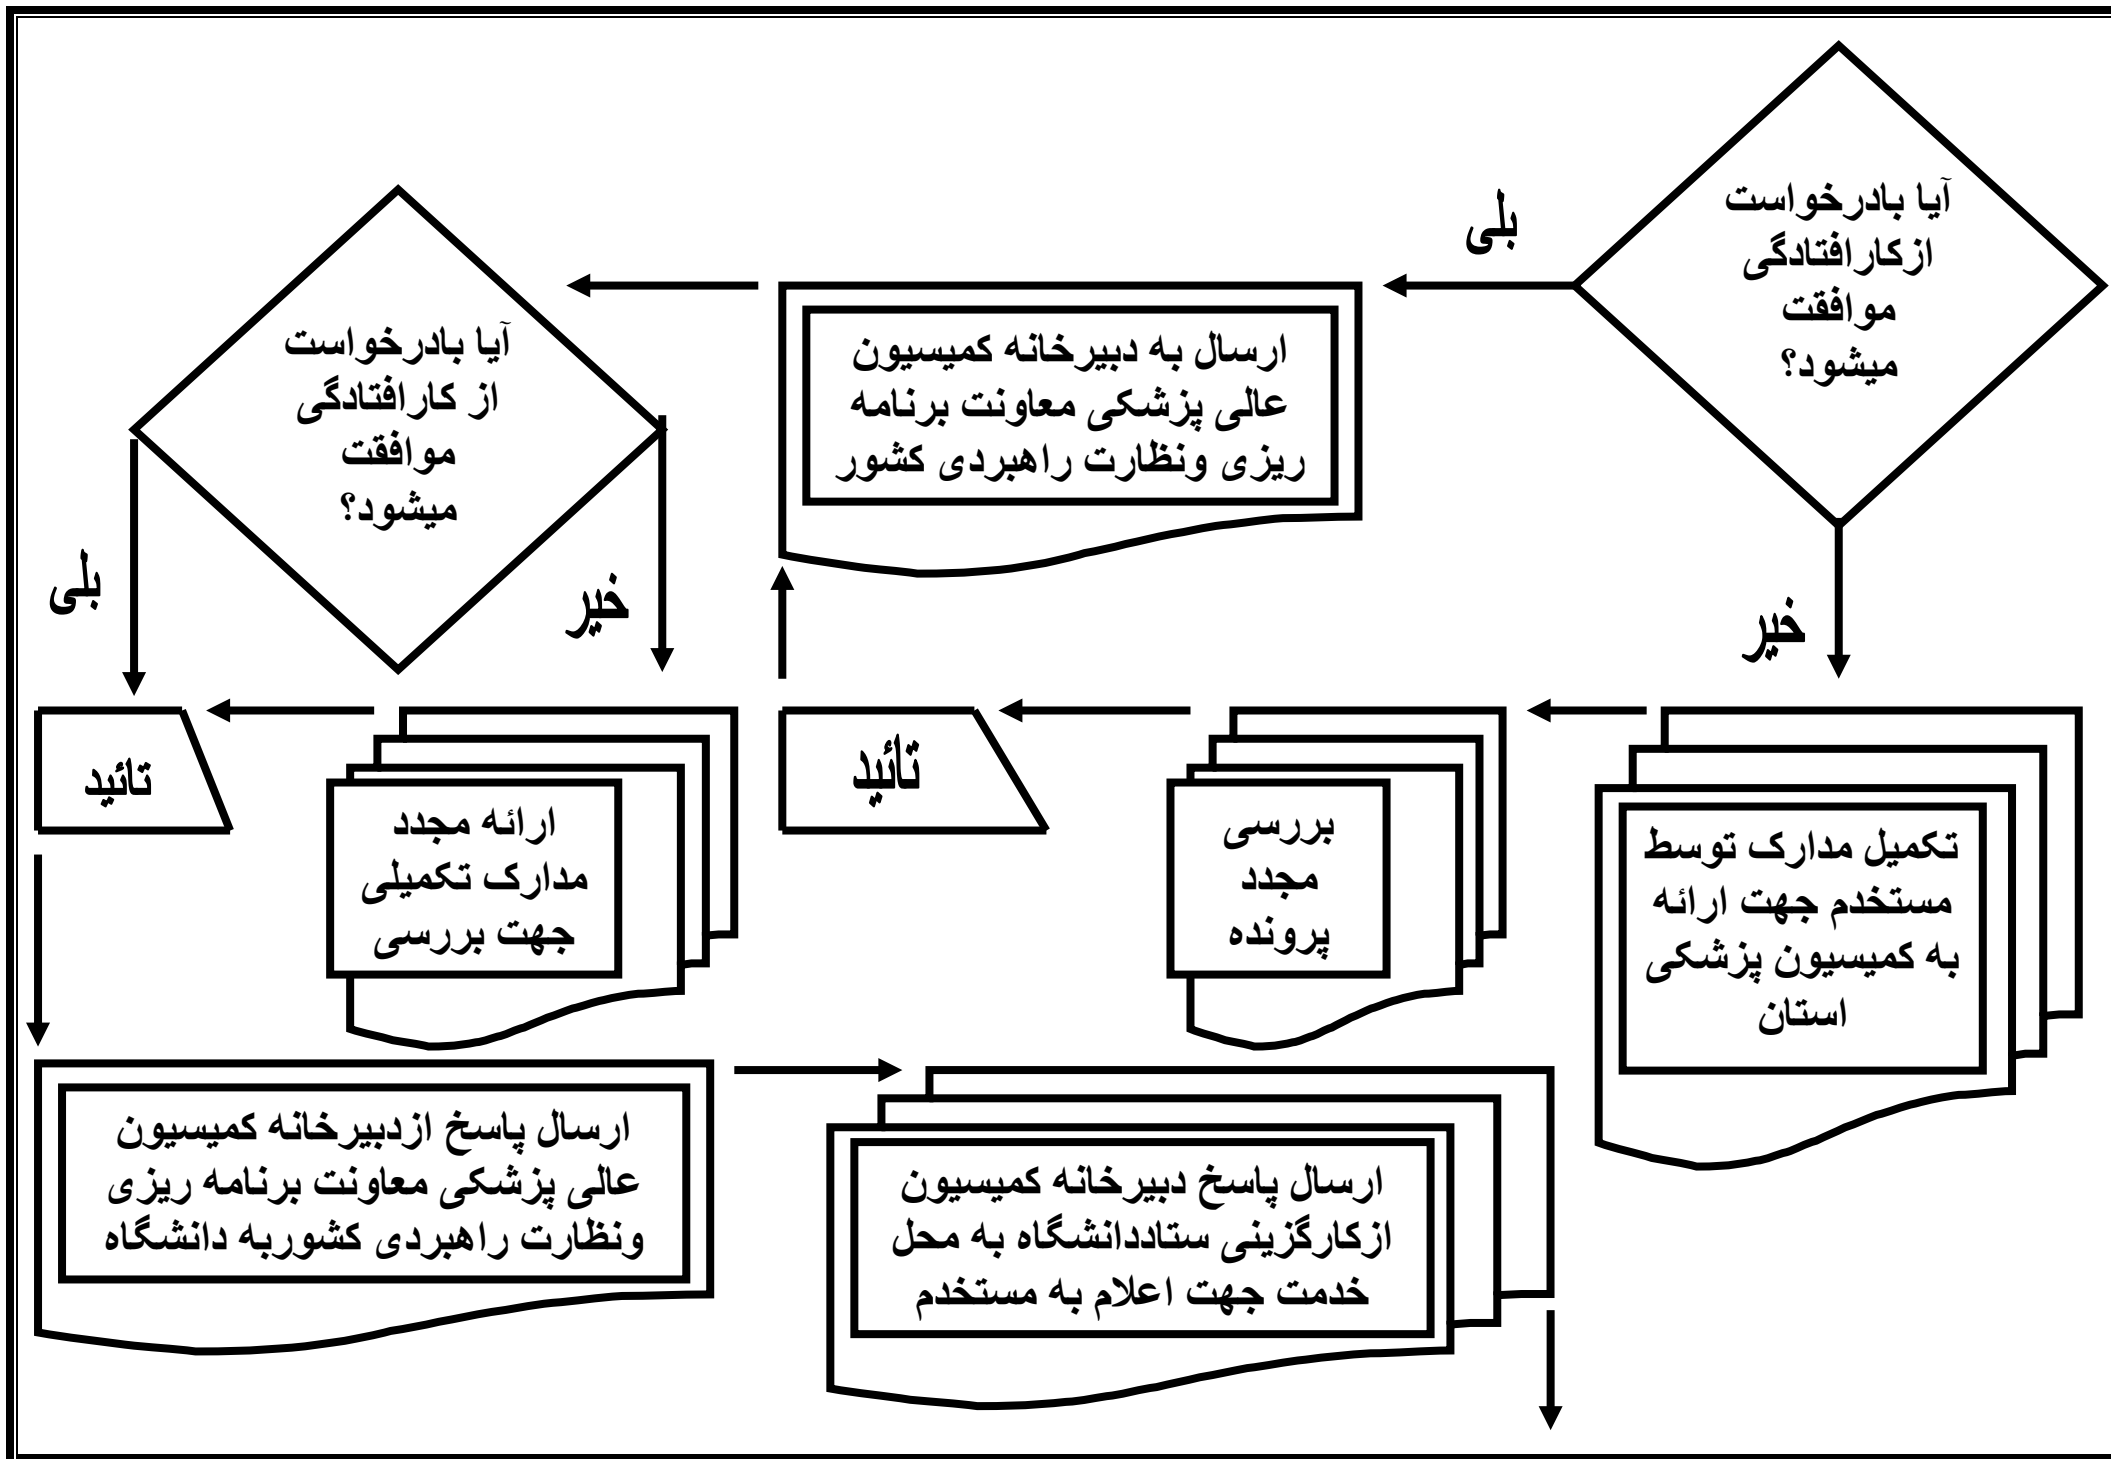 آیا بادرخواست
ازکارافتادگی
موافقت
میشود؟
بلی
خیر
ارسال به دبیرخانه کمیسیون
عالی پزشکی معاونت برنامه
ریزی ونظارت راهبردی کشور
آیا بادرخواست
از کارافتادگی
موافقت
میشود؟
خیر
بلی
تکمیل مدارک توسط
مستخدم جهت ارائه
به کمیسیون پزشکی
استان
بررسی
مجدد
پرونده
تائید
ارائه مجدد
مدارک تکمیلی
جهت بررسی
تائید
ارسال پاسخ ازدبیرخانه کمیسیون
عالی پزشکی معاونت برنامه ریزی
ونظارت راهبردی کشوربه دانشگاه
ارسال پاسخ دبیرخانه کمیسیون
ازکارگزینی ستاددانشگاه به محل
خدمت جهت اعلام به مستخدم